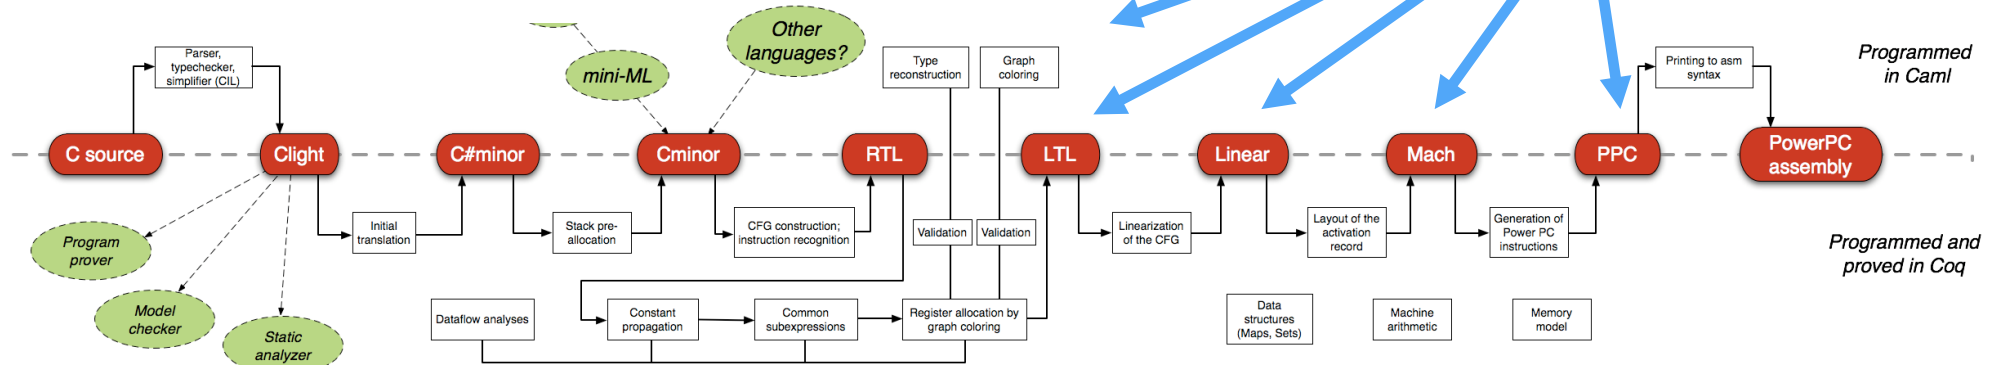 Other
languages?
mini-ML
Parser,
typechecker,
simplifier (CIL)
Type
reconstruction
Graph
coloring
Printing to asm
syntax
Programmed
in Caml
C source
Clight
C#minor
Cminor
RTL
LTL
Linear
Mach
PPC
PowerPC
assembly
Initial
translation
Stack pre-
allocation
CFG construction;
instruction recognition
Validation
Validation
Linearization
of the CFG
Layout of the
activation
record
Generation of
Power PC
instructions
Programmed and
proved in Coq
Program
prover
Model
checker
Static
analyzer
Dataflow analyses
Constant
propagation
Common
subexpressions
Register allocation by
graph coloring
Data
structures
(Maps, Sets)
Machine
arithmetic
Memory
model